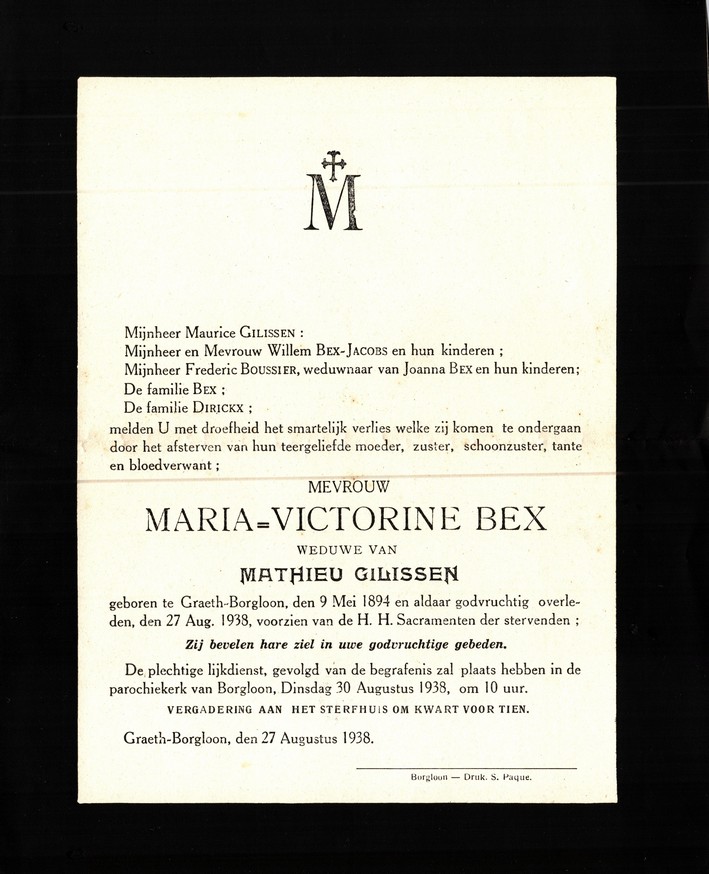 M
Mijnheer Maurice GILISSEN :
Mijnheer en Mevrouw Willem BEX-JACOBS en hun kinderen ;
Mijnheer Frederic BOUSSIER, weduwnaar van Joanna BEX en hun kinderen;
De familie BEX ;
De familie DIRICKX ;
melden U met droefheid het smartelijk verlies welke zij komen te ondergaan
door het afsterven van hun teergeliefde moeder, zuster, schoonzuster, tante
en bloedverwant ;
MEVROUW
MARIA=VICTORINE BEX
WEDUWE VAN
MATHIEU GILISSEN
geboren te Graeth-Borgloon, den 9 Mei 1894 en aldaar godvruchtig overle-
den, den 27 Aug. 1938, voorzien van de H. H. Sacramenten der stervenden ;
Zij bevelen hare ziel in uwe godvruchtige gebeden.
De plechtige lijkdienst, gevolgd van de begrafenis zal plaats hebben in de
parochiekerk van Borgloon, Dinsdag 30 Augustus 1938, om 10 uur.
VERGADERING AAN HET STERFHUIS OM KWART VOOR TIEN.
Graeth-Borgloon, den 27 Augustus 1938.
Borgloon — Druk. S. Paque.